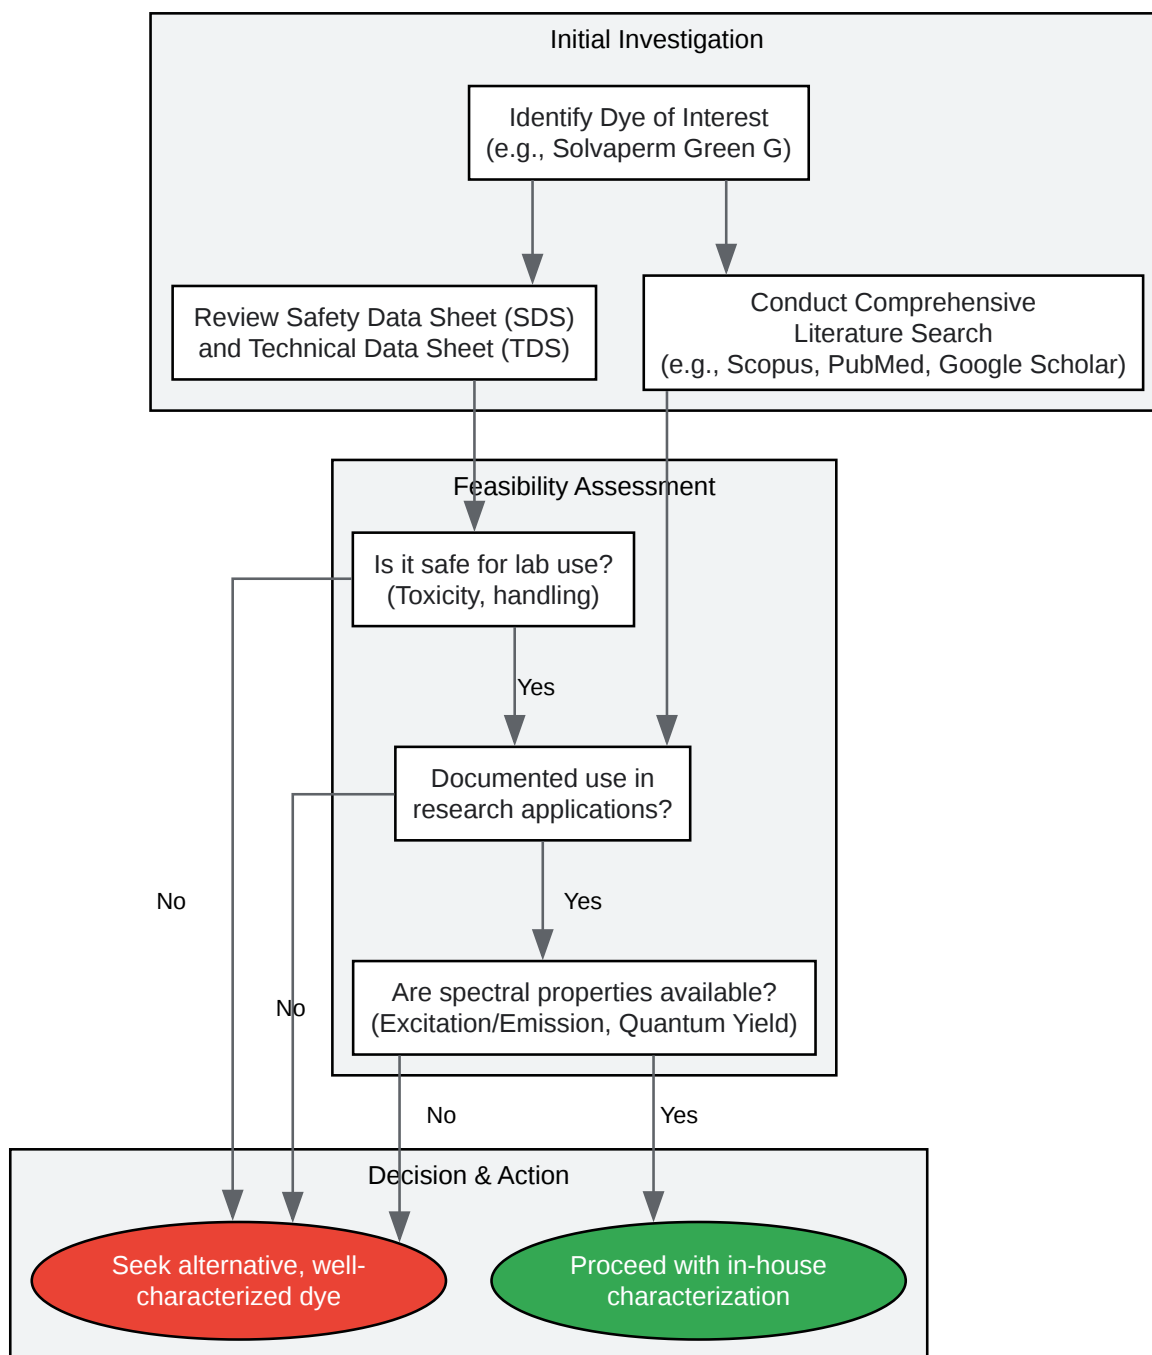 Initial Investigation
Identify Dye of Interest
(e.g., Solvaperm Green G)
Review Safety Data Sheet (SDS)
and Technical Data Sheet (TDS)
Conduct Comprehensive
Literature Search
(e.g., Scopus, PubMed, Google Scholar)
Feasibility Assessment
Is it safe for lab use?
(Toxicity, handling)
Yes
Documented use in
research applications?
No
Yes
Are spectral properties available?
(Excitation/Emission, Quantum Yield)
No
No
Yes
Decision & Action
Seek alternative, well-
characterized dye
Proceed with in-house
characterization